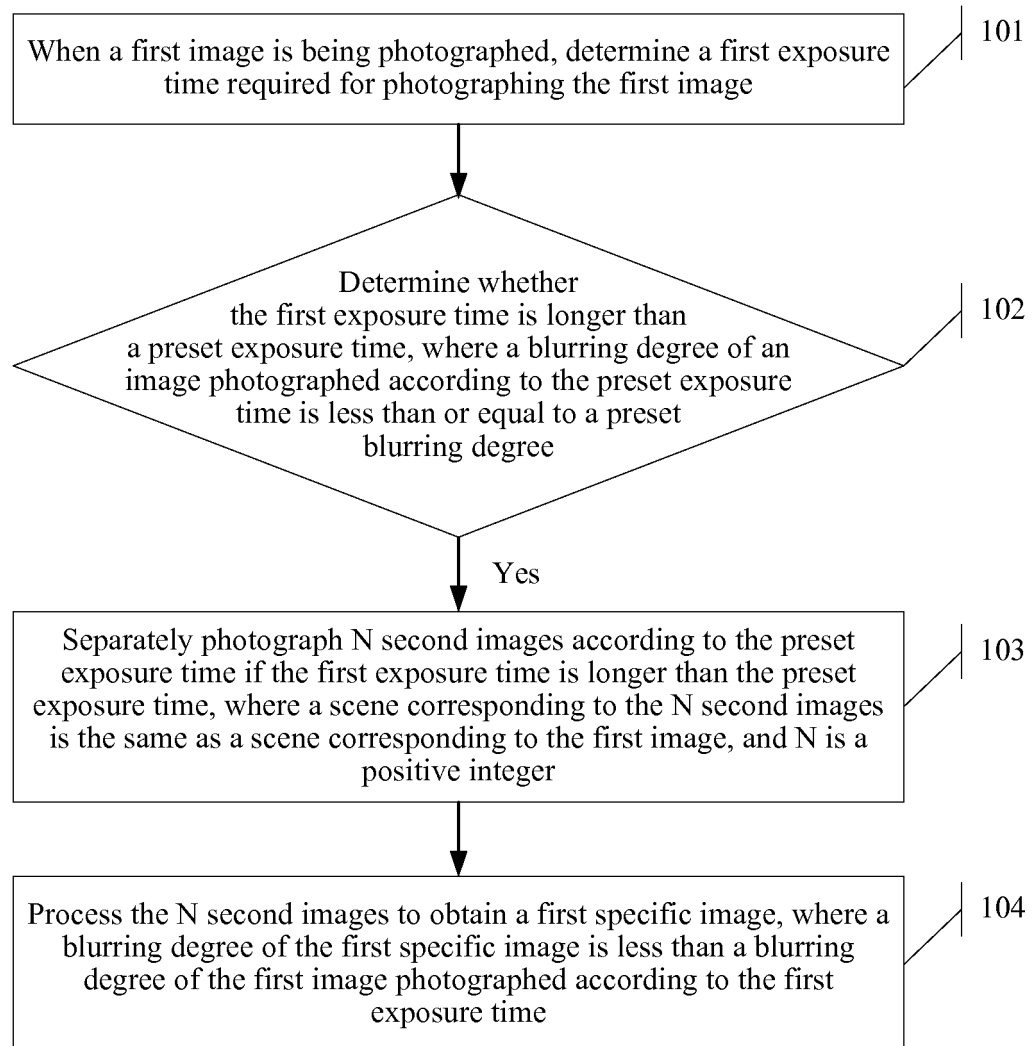 When a first image is being photographed, determine a first exposure
time required for photographing the first image
101
Determine whether
the first exposure time is longer than
a preset exposure time, where a blurring degree of an
image photographed according to the preset exposure
time is less than or equal to a preset
blurring degree
102
Yes
Separately photograph N second images according to the preset
exposure time if the first exposure time is longer than the preset
exposure time, where a scene corresponding to the N second images
is the same as a scene corresponding to the first image, and N is a
positive integer
103
Process the N second images to obtain a first specific image, where a
blurring degree of the first specific image is less than a blurring
degree of the first image photographed according to the first
exposure time
104